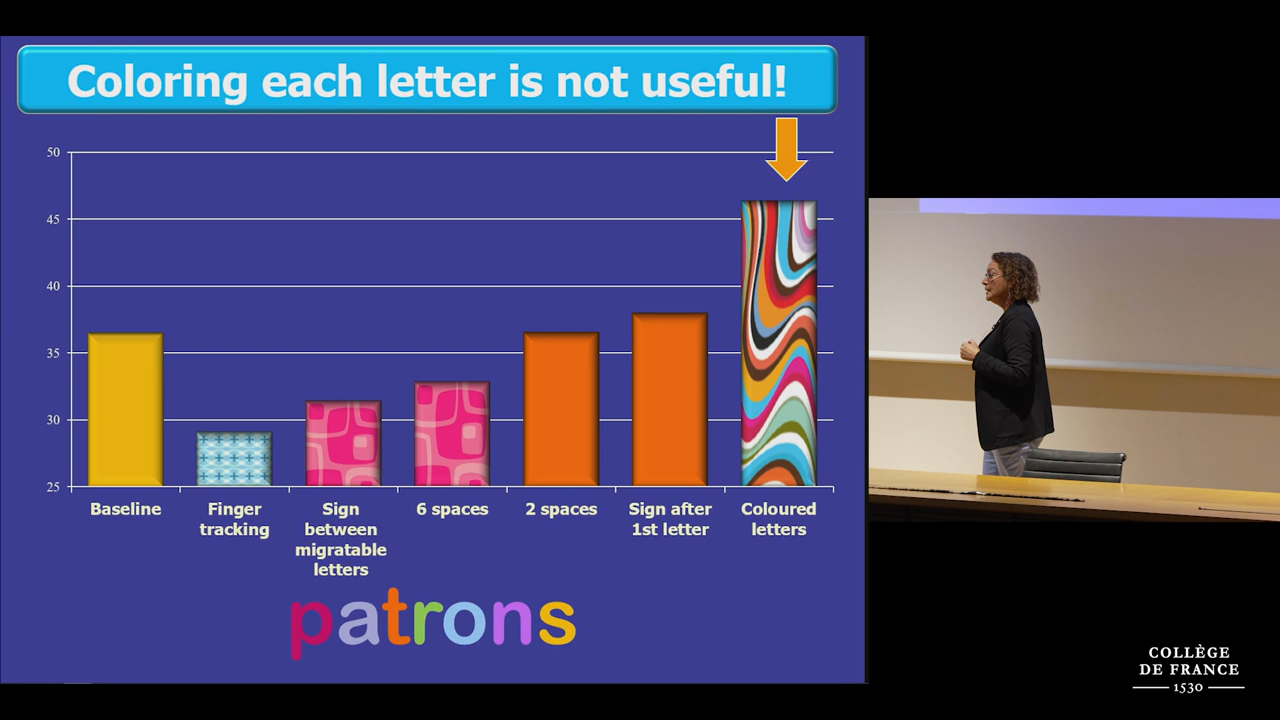 Coloring each letter is not useful!
50
45
40
35
30
25
Baseline
Finger
tracking
Sign
between
migratable
letters
6 spaces
2 spaces
Sign after
1st letter
Coloured
letters
patrons
COLLÈGE
DE FRANCE
1530